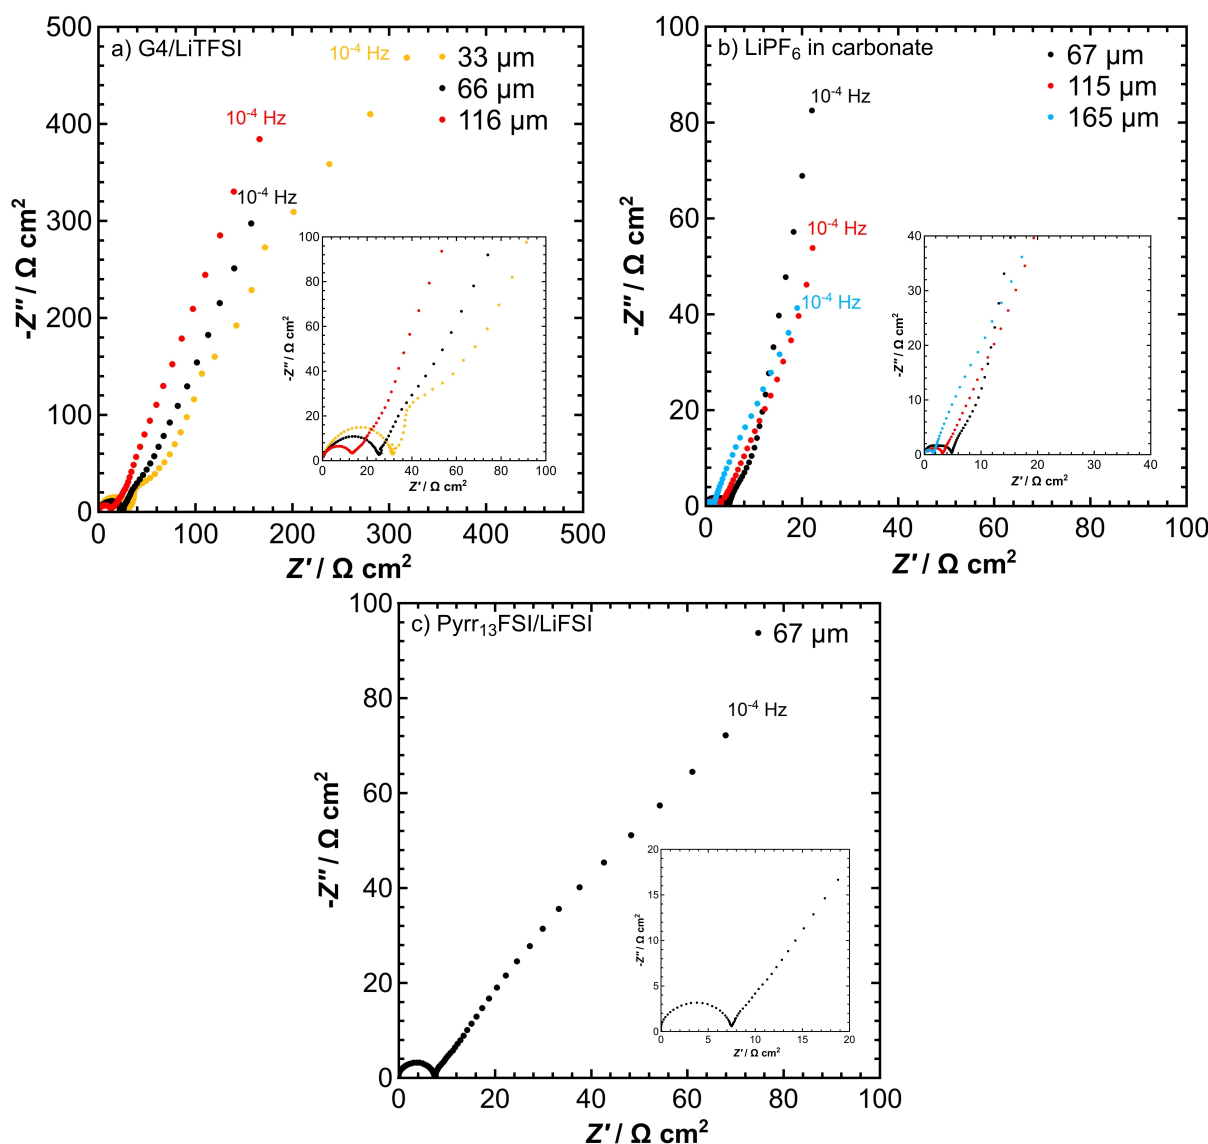 a) G4/LiTFSI
10⁻⁴ Hz
33 μm
66 μm
116 μm
10⁻⁴ Hz
10⁻⁴ Hz
500
400
300
200
100
0
-Z″ / Ω cm²
0 100 200 300 400 500
Z′ / Ω cm²
100
80
60
40
20
0
-Z″ / Ω cm²
0 20 40 60 80 100
Z′ / Ω cm²
b) LiPF₆ in carbonate
67 μm
115 μm
165 μm
10⁻⁴ Hz
10⁻⁴ Hz
10⁻⁴ Hz
100
80
60
40
20
0
-Z″ / Ω cm²
0 20 40 60 80 100
Z′ / Ω cm²
40
30
20
10
0
-Z″ / Ω cm²
0 10 20 30 40
Z′ / Ω cm²
c) Pyrr₁₃FSI/LiFSI
67 μm
10⁻⁴ Hz
100
80
60
40
20
0
-Z″ / Ω cm²
0 20 40 60 80 100
Z′ / Ω cm²
20
15
10
5
0
-Z″ / Ω cm²
0 5 10 15 20
Z′ / Ω cm²